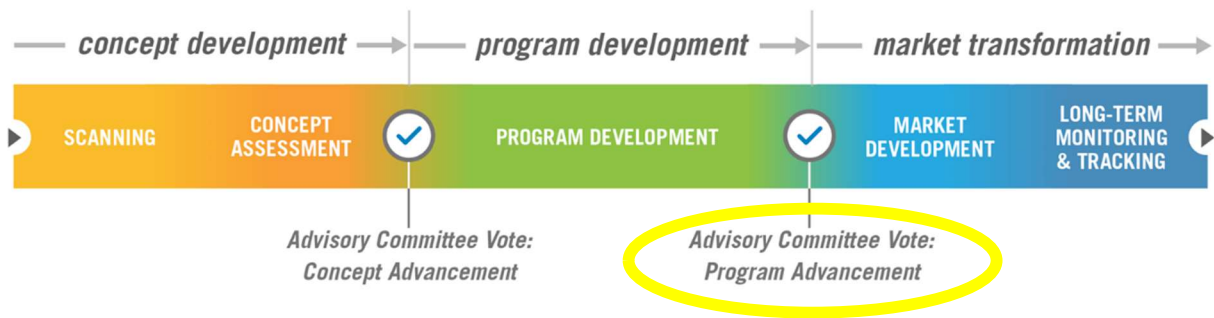 concept development
program development
market transformation
SCANNING
CONCEPT
ASSESSMENT
PROGRAM DEVELOPMENT
MARKET
DEVELOPMENT
LONG-TERM
MONITORING
& TRACKING
Advisory Committee Vote:
Concept Advancement
Advisory Committee Vote:
Program Advancement